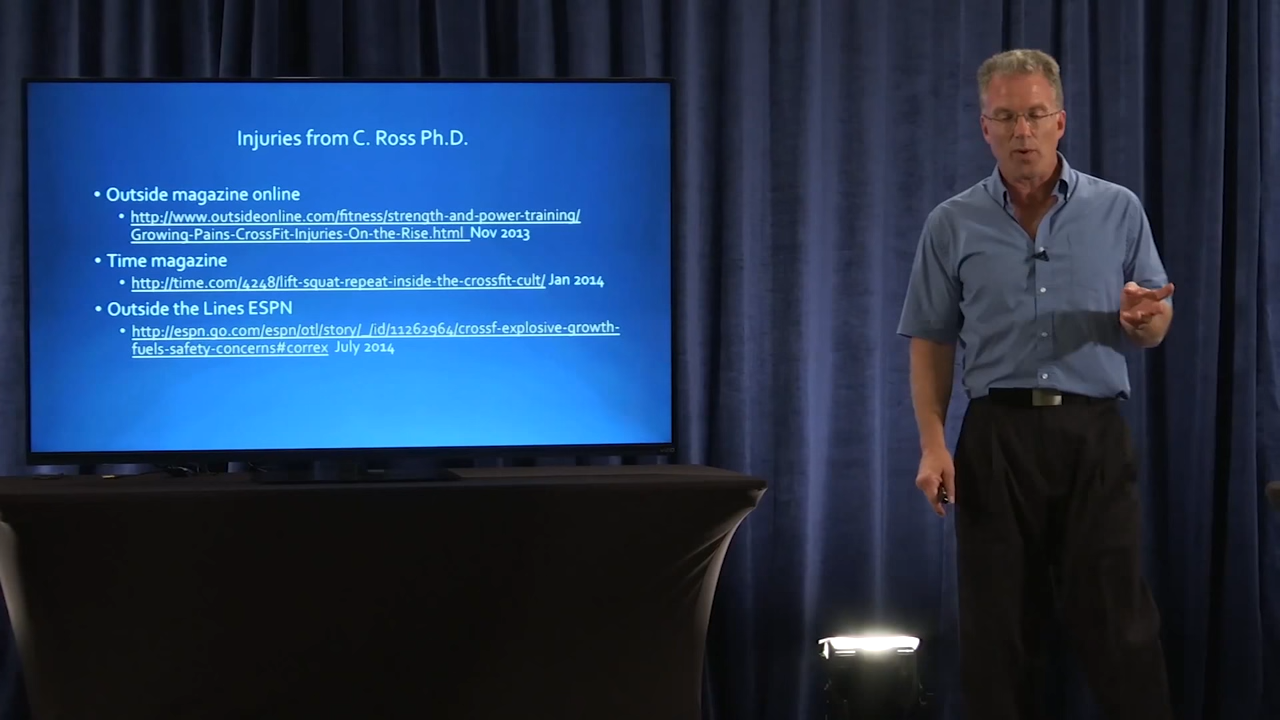 Injuries from C. Ross Ph.D.
• Outside magazine online
• http://www.outsideonline.com/fitness/strength-and-power-training/
Growing-Pains-CrossFit-Injuries-On-the-Rise.html Nov 2013
• Time magazine
• http://time.com/4248/lift-squat-repeat-inside-the-crossfit-cult/ Jan 2014
• Outside the Lines ESPN
• http://espn.go.com/espn/otl/story/_/id/11262964/crossf-explosive-growth-
fuels-safety-concerns#correx July 2014